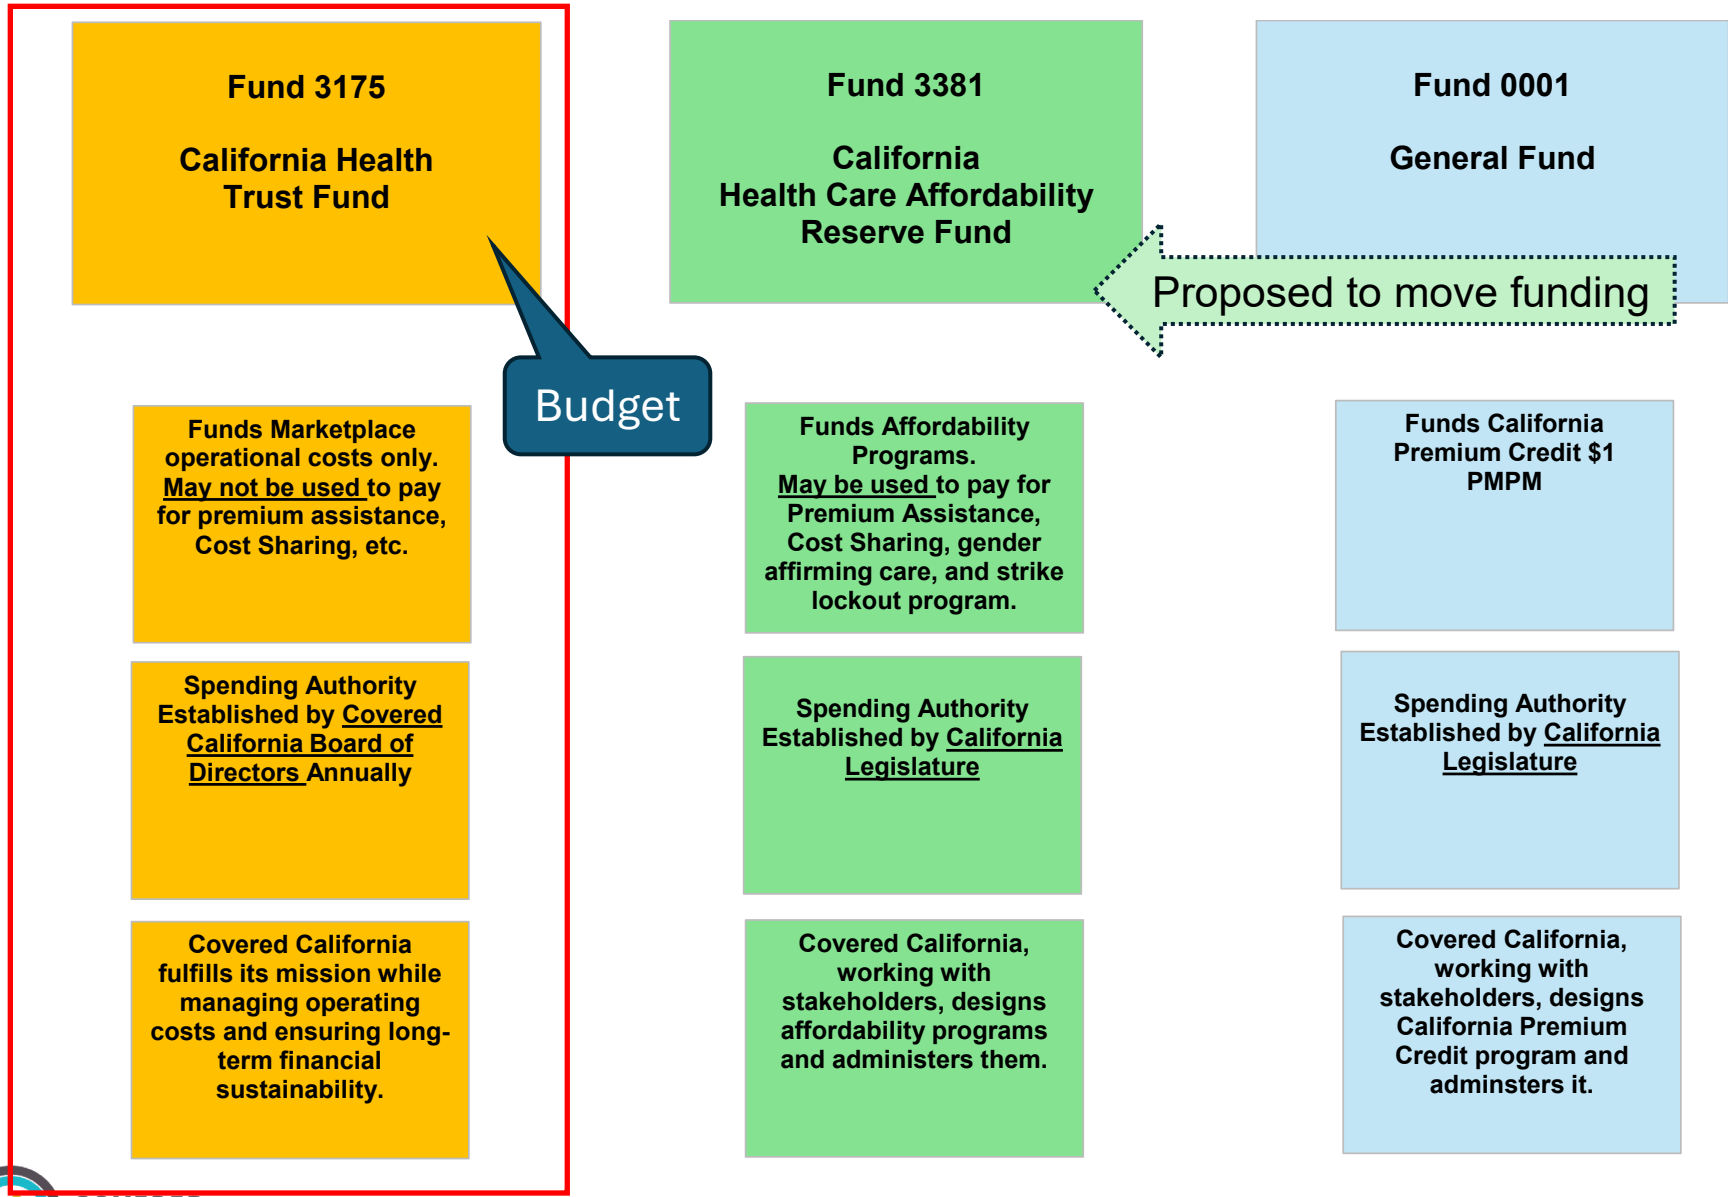 Fund 3175
California Health
Trust Fund
Budget
Funds Marketplace
operational costs only.
May not be used to pay
for premium assistance,
Cost Sharing, etc.
Spending Authority
Established by Covered
California Board of
Directors Annually
Covered California
fulfills its mission while
managing operating
costs and ensuring long-
term financial
sustainability.
Fund 3381
California
Health Care Affordability
Reserve Fund
Funds Affordability
Programs.
May be used to pay for
Premium Assistance,
Cost Sharing, gender
affirming care, and strike
lockout program.
Spending Authority
Established by California
Legislature
Covered California,
working with
stakeholders, designs
affordability programs
and administers them.
Fund 0001
General Fund
Proposed to move funding
Funds California
Premium Credit $1
PMPM
Spending Authority
Established by California
Legislature
Covered California,
working with
stakeholders, designs
California Premium
Credit program and
adminsters it.